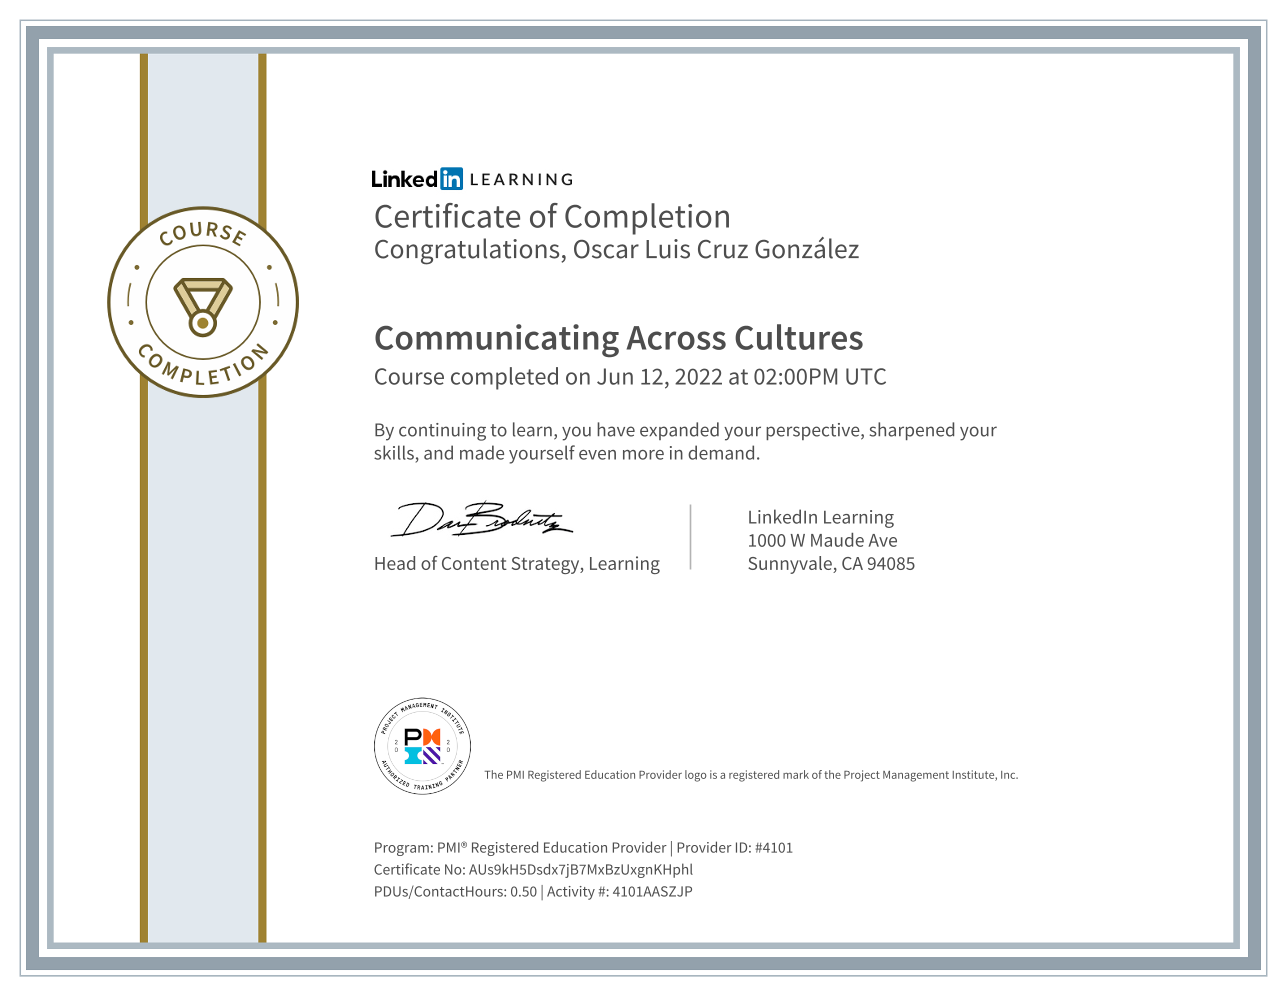 COURSE
COMPLETION
LinkedIn LEARNING
Certificate of Completion
Congratulations, Oscar Luis Cruz González
Communicating Across Cultures
Course completed on Jun 12, 2022 at 02:00PM UTC
By continuing to learn, you have expanded your perspective, sharpened your
skills, and made yourself even more in demand.
Head of Content Strategy, Learning
LinkedIn Learning
1000 W Maude Ave
Sunnyvale, CA 94085
PROJECT MANAGEMENT INSTITUTE
20 20
PM
AUTHORIZED TRAINING PARTNER
The PMI Registered Education Provider logo is a registered mark of the Project Management Institute, Inc.
Program: PMI® Registered Education Provider | Provider ID: #4101
Certificate No: AUs9kH5Dsdx7jB7MxBzUxgnKHphl
PDUs/ContactHours: 0.50 | Activity #: 4101AASZJP